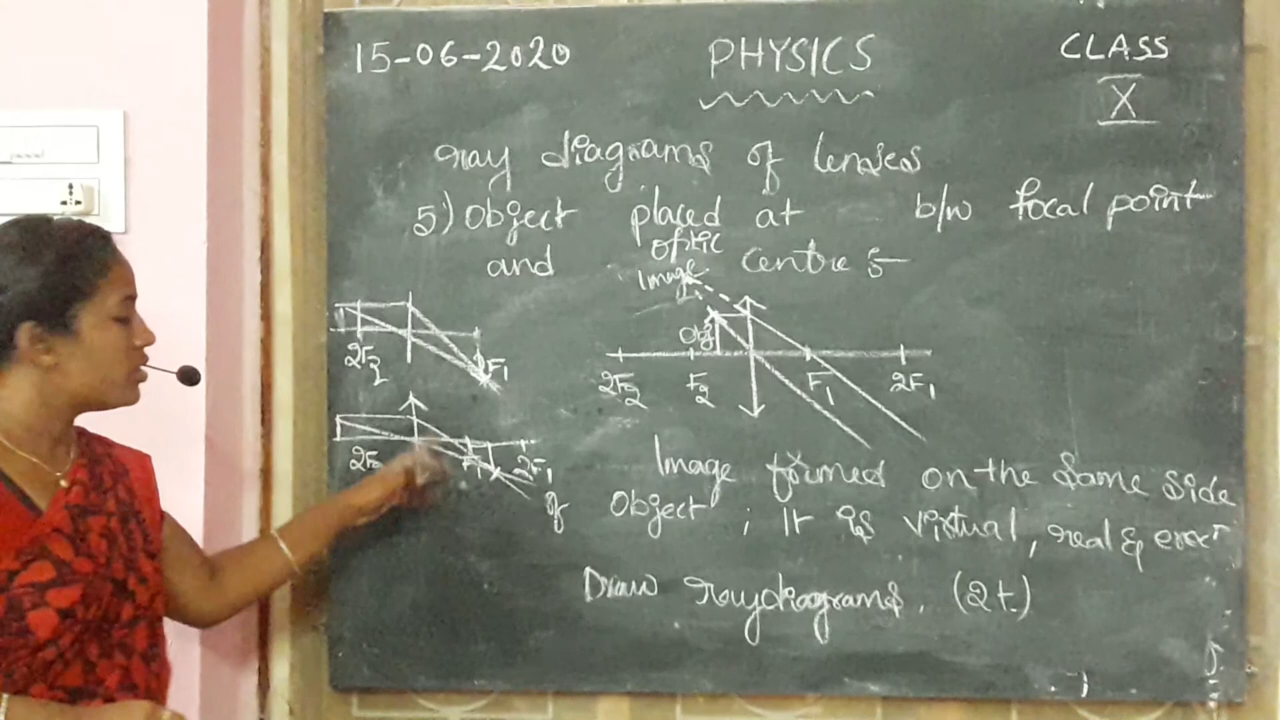 15-06-2020 PHYSICS CLASS
X
ray diagrams of lenses
5) Object placed at b/w focal point
and optic centre :-
Image
Obj
2F2 F1
2F2 F2 F1 2F1
2F2 F1 2F1
Image formed on the same side
of object ; It is virtual, real & erect
Draw ray diagrams. (2t.)